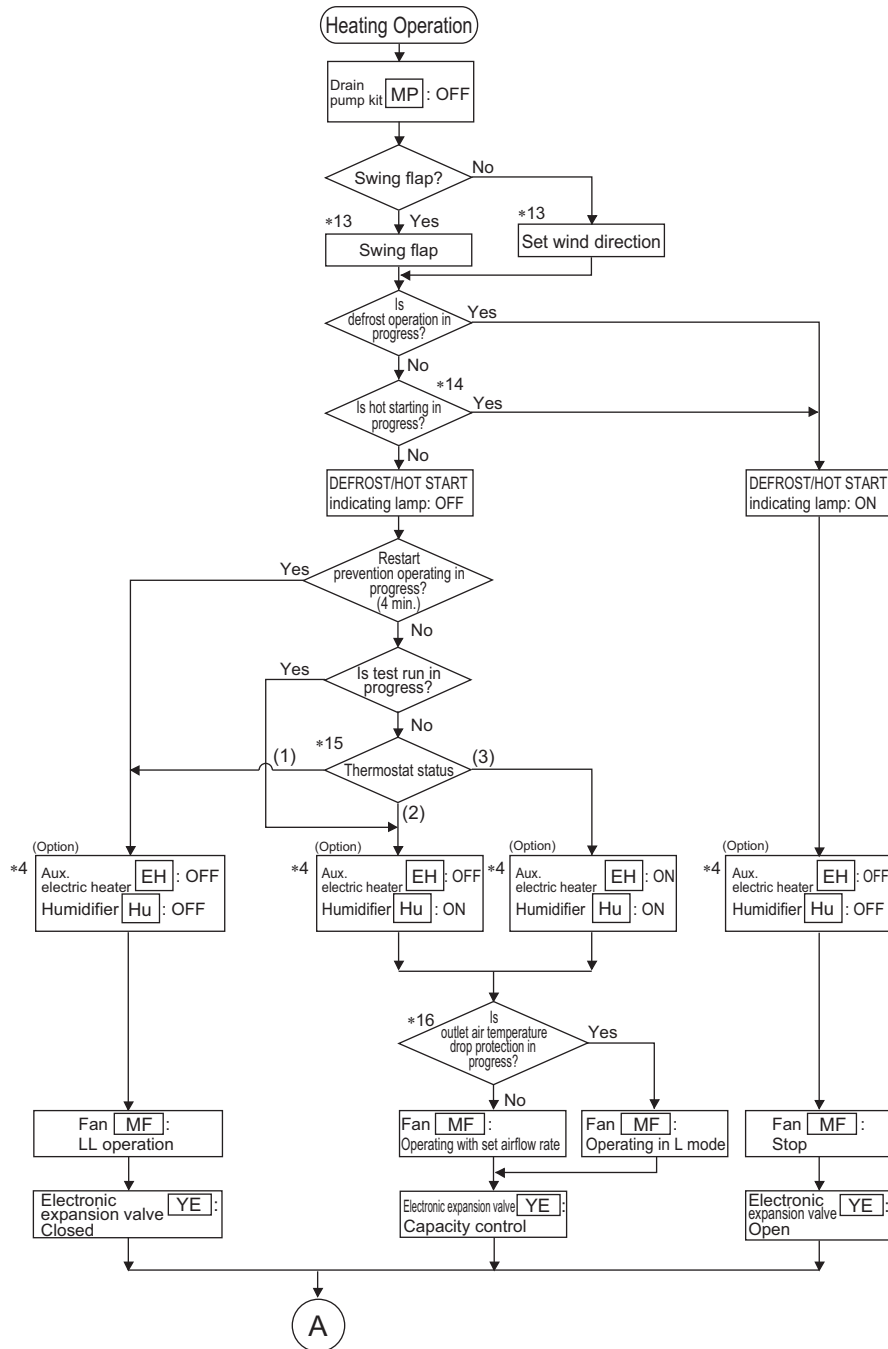 Heating Operation
Drain
pump kit MP : OFF
Swing flap?
No
*13
Yes
*13
Swing flap
Set wind direction
Is
defrost operation in
progress?
Yes
No
*14
Is hot starting in
progress?
Yes
No
DEFROST/HOT START
indicating lamp: OFF
DEFROST/HOT START
indicating lamp: ON
Yes
Restart
prevention operating in
progress?
(4 min.)
No
Yes
Is test run in
progress?
No
*15
(1)
Thermostat status
(3)
(2)
(Option)
*4
Aux.
electric heater EH : OFF
Humidifier Hu : OFF
(Option)
*4
Aux.
electric heater EH : OFF
Humidifier Hu : ON
(Option)
*4
Aux.
electric heater EH : ON
Humidifier Hu : ON
(Option)
*4
Aux.
electric heater EH : OFF
Humidifier Hu : OFF
*16
Is
outlet air temperature
drop protection in
progress?
Yes
No
Fan MF :
LL operation
Fan MF :
Operating with set airflow rate
Fan MF :
Operating in L mode
Fan MF :
Stop
Electronic
expansion valve YE :
Closed
Electronic expansion valve YE :
Capacity control
Electronic
expansion valve YE :
Open
A